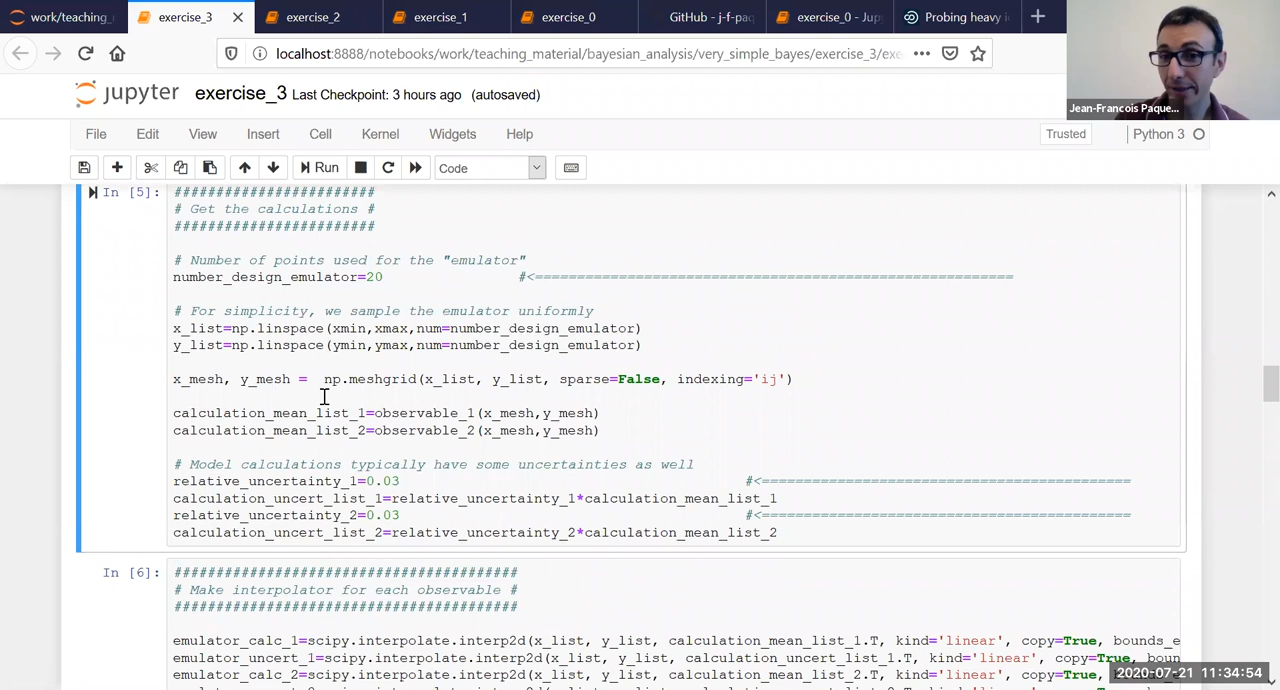 work/teaching_
exercise_3
exercise_2
exercise_1
exercise_0
GitHub - j-f-paq
exercise_0 - Jup
Probing heavy i
localhost:8888/notebooks/work/teaching_material/bayesian_analysis/very_simple_bayes/exercise_3/exe
Jean-Francois Paque...
jupyter exercise_3 Last Checkpoint: 3 hours ago (autosaved)
File Edit View Insert Cell Kernel Widgets Help
Trusted Python 3
Run Code
In [5]:
########################
# Get the calculations #
########################
# Number of points used for the "emulator"
number_design_emulator=20 #<=========================================================
# For simplicity, we sample the emulator uniformly
x_list=np.linspace(xmin,xmax,num=number_design_emulator)
y_list=np.linspace(ymin,ymax,num=number_design_emulator)
x_mesh, y_mesh = np.meshgrid(x_list, y_list, sparse=False, indexing='ij')
calculation_mean_list_1=observable_1(x_mesh,y_mesh)
calculation_mean_list_2=observable_2(x_mesh,y_mesh)
# Model calculations typically have some uncertainties as well
relative_uncertainty_1=0.03 #<============================================
calculation_uncert_list_1=relative_uncertainty_1*calculation_mean_list_1
relative_uncertainty_2=0.03 #<============================================
calculation_uncert_list_2=relative_uncertainty_2*calculation_mean_list_2
In [6]:
#########################################
# Make interpolator for each observable #
#########################################
emulator_calc_1=scipy.interpolate.interp2d(x_list, y_list, calculation_mean_list_1.T, kind='linear', copy=True, bounds_e
emulator_uncert_1=scipy.interpolate.interp2d(x_list, y_list, calculation_uncert_list_1.T, kind='linear', copy=True, boun
emulator_calc_2=scipy.interpolate.interp2d(x_list, y_list, calculation_mean_list_2.T, kind='linear', copy=True
2020-07-21 11:34:54